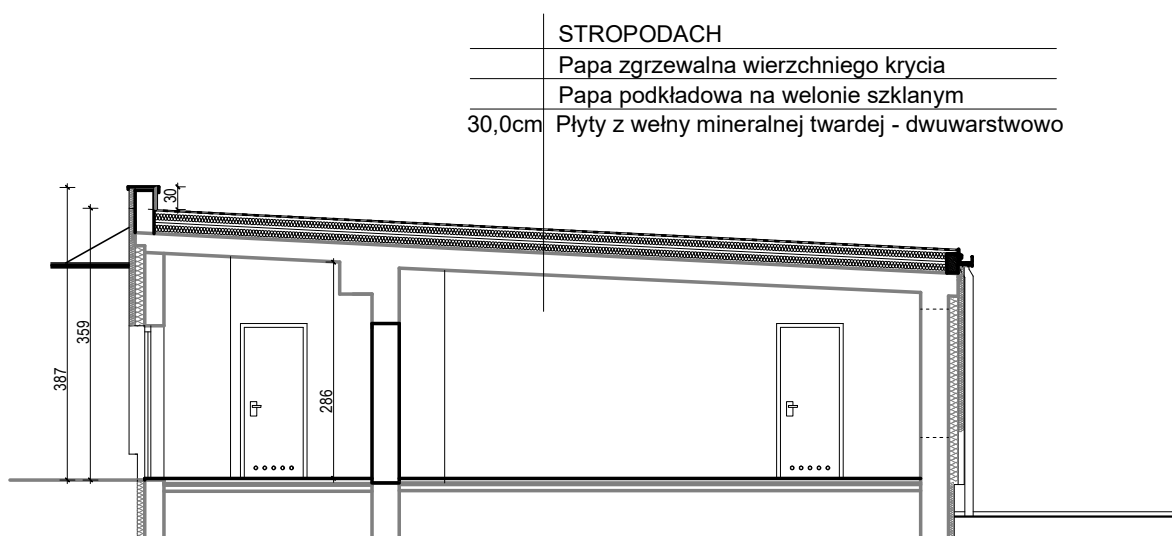 STROPODACH
Papa zgrzewalna wierzchniego krycia
Papa podkładowa na welonie szklanym
30,0cm Płyty z wełny mineralnej twardej - dwuwarstwowo
30
359
387
286